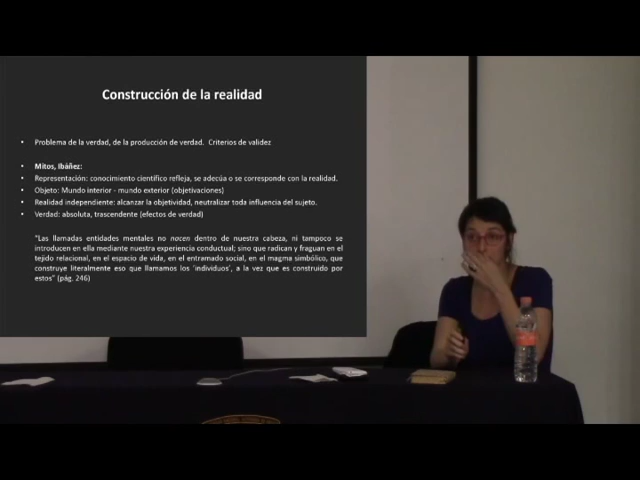 Construcción de la realidad
• Problema de la verdad, de la producción de verdad. Criterios de validez
• Mitos, Ibáñez:
• Representación: conocimiento científico refleja, se adecúa o se corresponde con la realidad.
• Objeto: Mundo interior - mundo exterior (objetivaciones)
• Realidad independiente: alcanzar la objetividad, neutralizar toda influencia del sujeto.
• Verdad: absoluta, trascendente (efectos de verdad)
"Las llamadas entidades mentales no nacen dentro de nuestra cabeza, ni tampoco se
introducen en ella mediante nuestra experiencia conductual; sino que radican y fraguan en el
tejido relacional, en el espacio de vida, en el entramado social, en el magma simbólico, que
construye literalmente eso que llamamos los 'individuos', a la vez que es construido por
estos" (pág. 246)